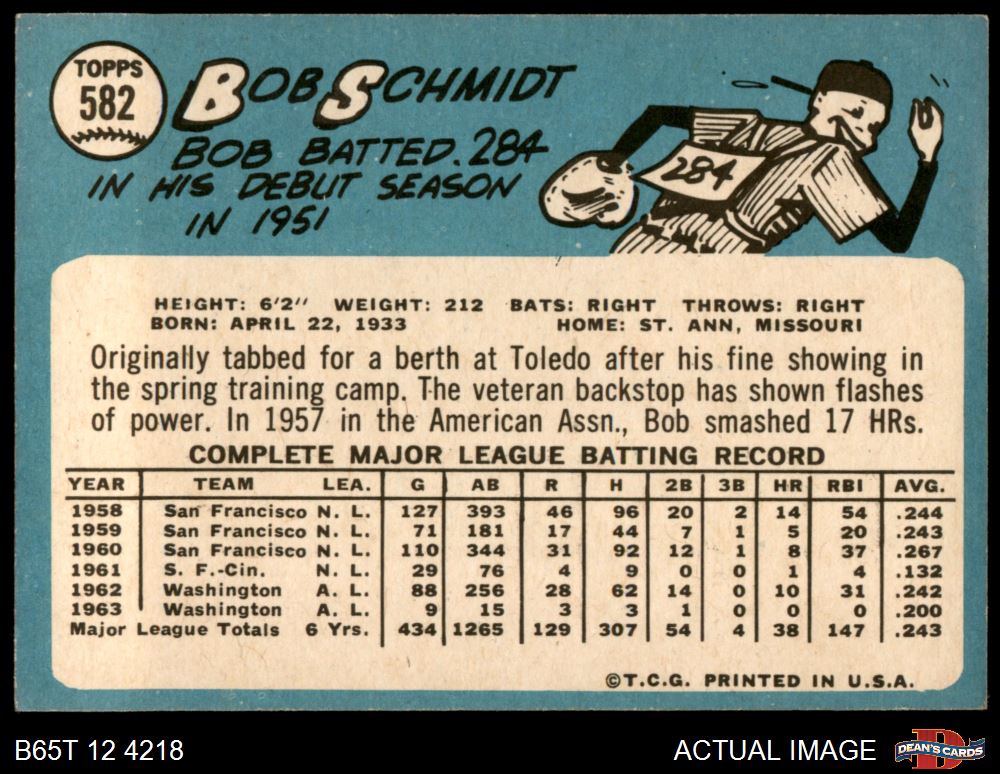 TOPPS
582
BOB SCHMIDT
BOB BATTED .284
IN HIS DEBUT SEASON
IN 1951
284
HEIGHT: 6'2" WEIGHT: 212 BATS: RIGHT THROWS: RIGHT
BORN: APRIL 22, 1933 HOME: ST. ANN, MISSOURI
Originally tabbed for a berth at Toledo after his fine showing in
the spring training camp. The veteran backstop has shown flashes
of power. In 1957 in the American Assn., Bob smashed 17 HRs.
COMPLETE MAJOR LEAGUE BATTING RECORD
YEAR TEAM LEA. G AB R H 2B 3B HR RBI AVG.
1958 San Francisco N. L. 127 393 46 96 20 2 14 54 .244
1959 San Francisco N. L. 71 181 17 44 7 1 5 20 .243
1960 San Francisco N. L. 110 344 31 92 12 1 8 37 .267
1961 S. F.-Cin. N. L. 29 76 4 9 0 0 1 4 .132
1962 Washington A. L. 88 256 28 62 14 0 10 31 .242
1963 Washington A. L. 9 15 3 3 1 0 0 0 .200
Major League Totals 6 Yrs. 434 1265 129 307 54 4 38 147 .243
©T.C.G. PRINTED IN U.S.A.
B65T 12 4218 ACTUAL IMAGE DEAN'S CARDS